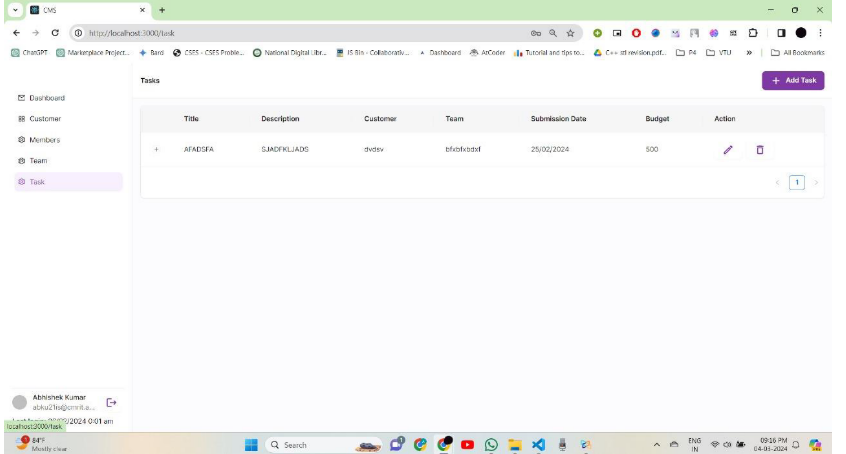 CMS
http://localhost:3000/task
ChatGPT Marketplace Project... Bard CSES - CSES Proble... National Digital Libr... JS Bin - Collaborativ... Dashboard AtCoder Tutorial and tips to... C++ stl revision.pdf... P4 VTU » All Bookmarks
Tasks
+ Add Task
Dashboard
Customer
Members
Team
Task
Title Description Customer Team Submission Date Budget Action
+ AFADSFA SJADFKLJADS dvdsv bfxbfxbdxf 25/02/2024 500
< 1 >
Abhishek Kumar
abku21is@cmrit.a...
/2024 0:01 am
localhost:3000/task
84°F
Mostly clear
Search
ENG
IN
09:16 PM
04-03-2024